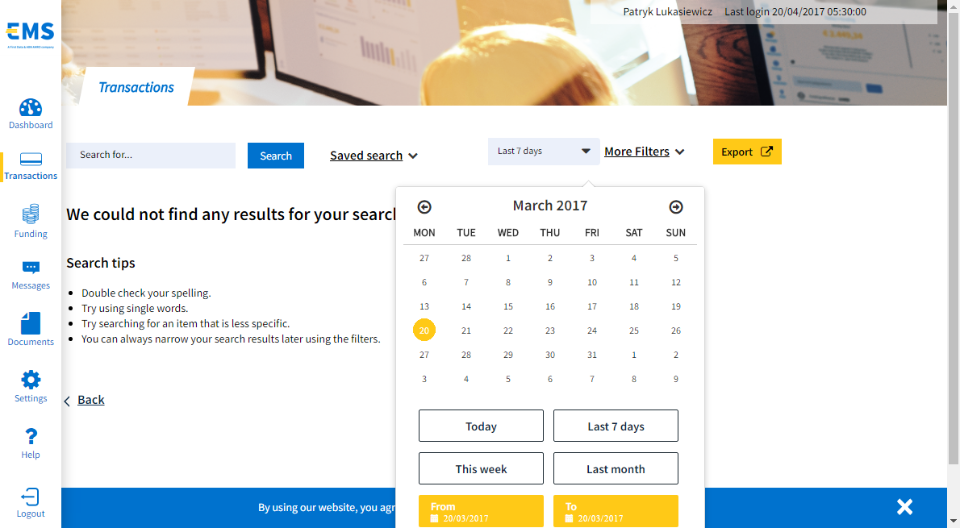 Patryk Lukasiewicz Last login 20/04/2017 05:30:00
EMS
Transactions
Dashboard
Transactions
Funding
Messages
Documents
Settings
Help
Logout
Search for...
Search
Saved search
Last 7 days
More Filters
Export
We could not find any results for your search
Search tips
Double check your spelling.
Try using single words.
Try searching for an item that is less specific.
You can always narrow your search results later using the filters.
Back
March 2017
MON TUE WED THU FRI SAT SUN
27 28 1 2 3 4 5
6 7 8 9 10 11 12
13 14 15 16 17 18 19
20 21 22 23 24 25 26
27 28 29 30 31 1 2
3 4 5 6 7 8 9
Today Last 7 days
This week Last month
From To
20/03/2017 20/03/2017
By using our website, you agr